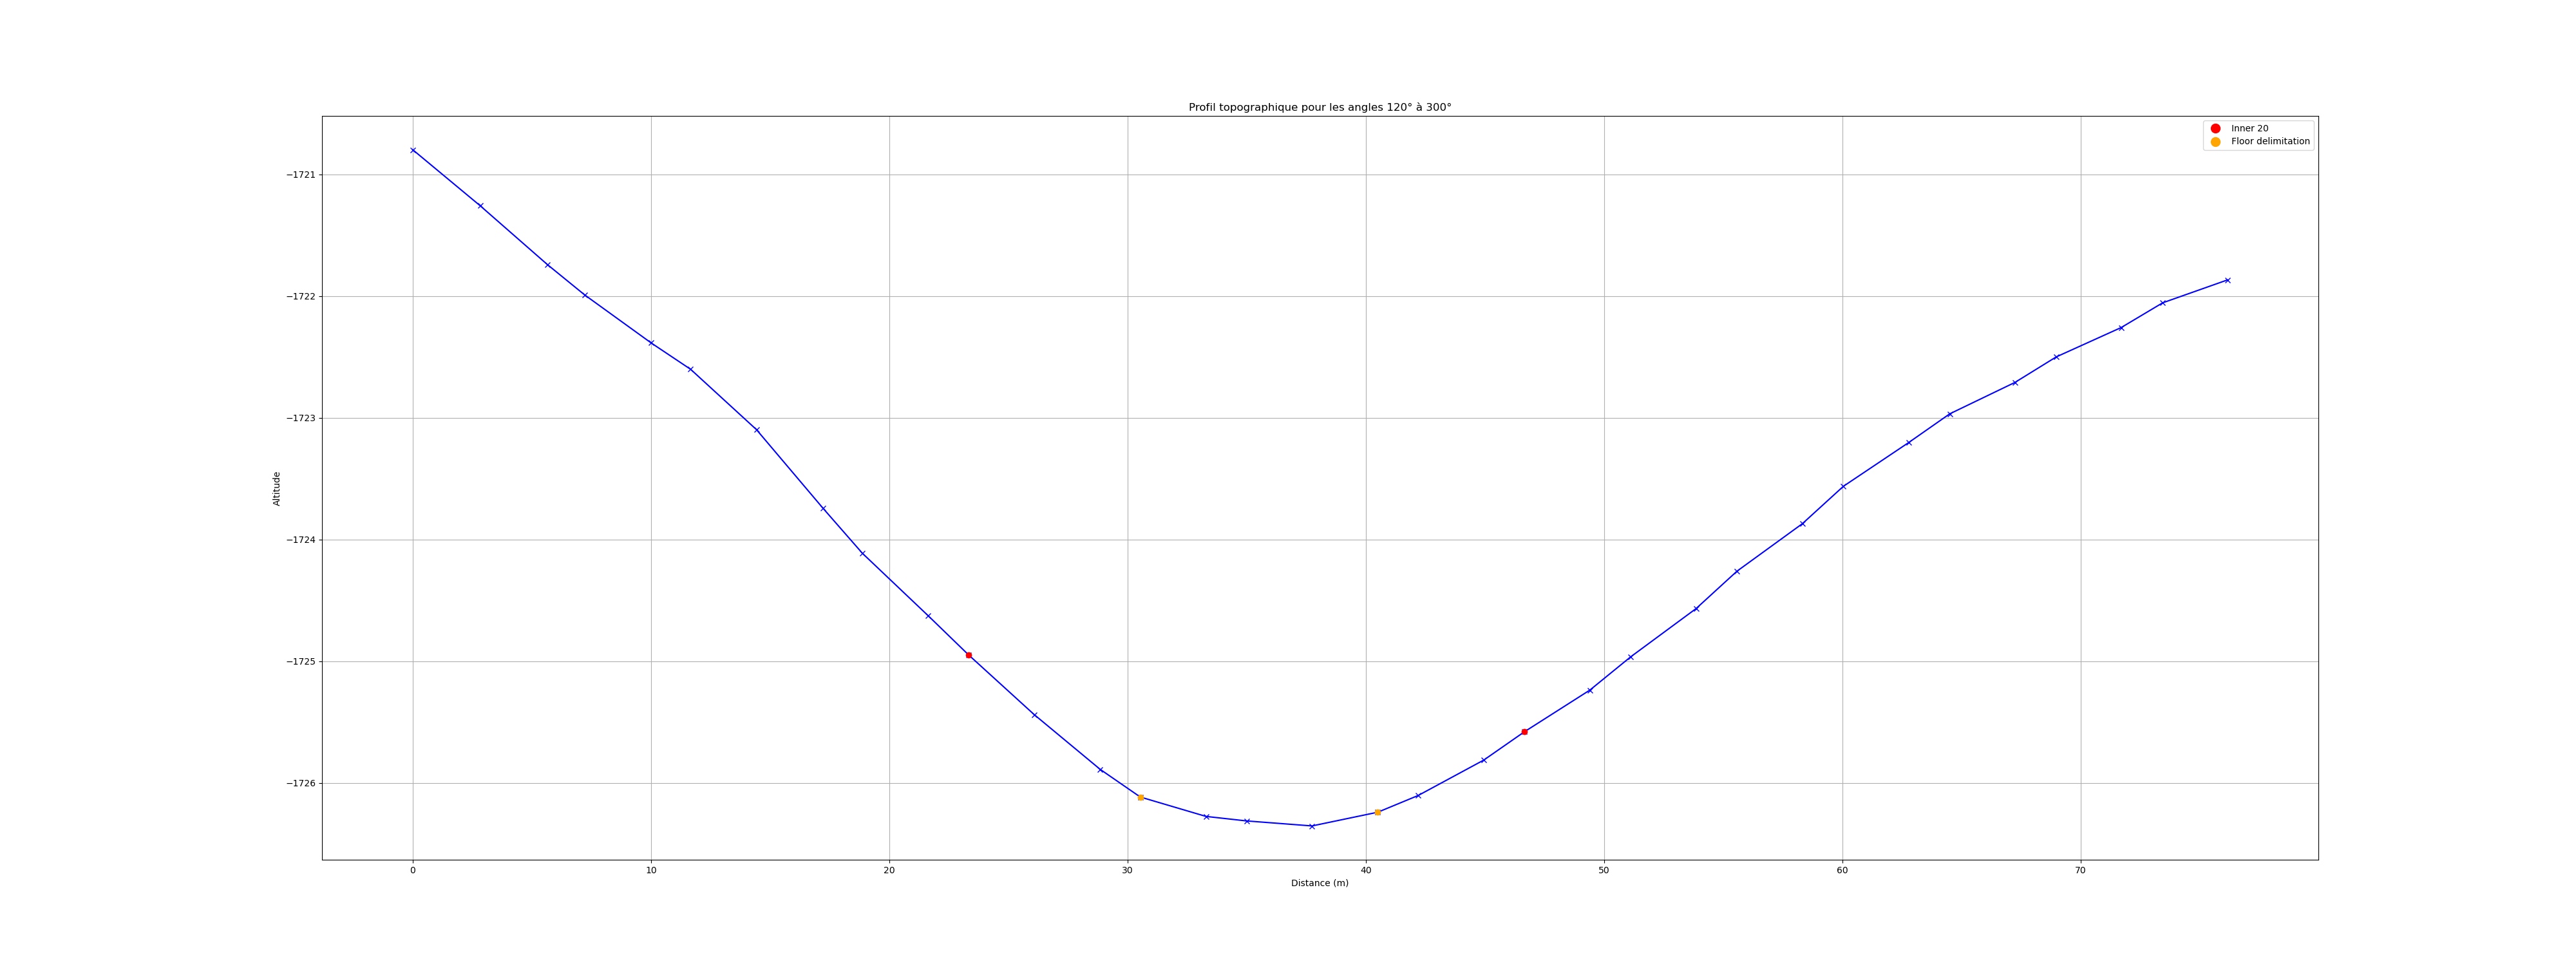 Profil topographique pour les angles 120° à 300°
Inner 20
Floor delimitation
Altitude
−1721
−1722
−1723
−1724
−1725
−1726
0 10 20 30 40 50 60 70
Distance (m)